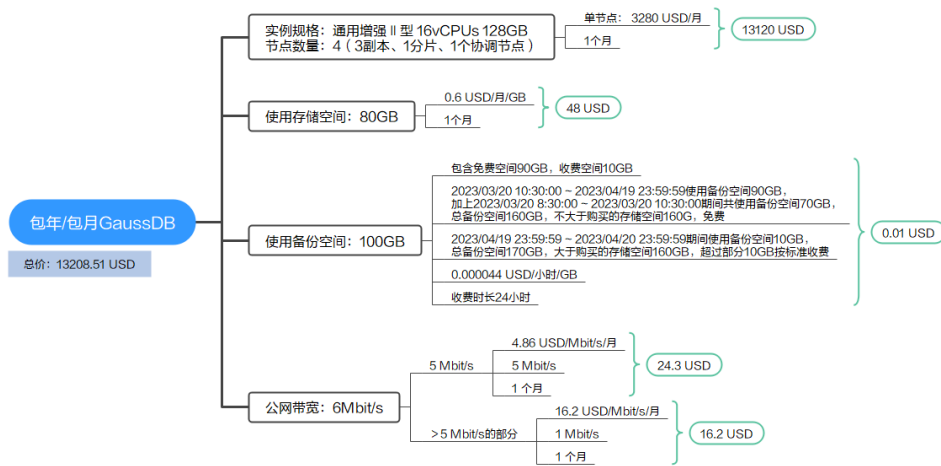 包年/包月GaussDB
总价：13208.51 USD
实例规格：通用增强Ⅱ型 16vCPUs 128GB
节点数量：4（3副本、1分片、1个协调节点）
单节点： 3280 USD/月
1个月
13120 USD
使用存储空间：80GB
0.6 USD/月/GB
1个月
48 USD
使用备份空间：100GB
包含免费空间90GB，收费空间10GB
2023/03/20 10:30:00 ~ 2023/04/19 23:59:59使用备份空间90GB，
加上2023/03/20 8:30:00 ~ 2023/03/20 10:30:00期间共使用备份空间70GB，
总备份空间160GB，不大于购买的存储空间160G，免费
2023/04/19 23:59:59 ~ 2023/04/20 23:59:59期间使用备份空间10GB，
总备份空间170GB，大于购买的存储空间160GB，超过部分10GB按标准收费
0.000044 USD/小时/GB
收费时长24小时
0.01 USD
公网带宽：6Mbit/s
5 Mbit/s
4.86 USD/Mbit/s/月
5 Mbit/s
1 个月
24.3 USD
＞5 Mbit/s的部分
16.2 USD/Mbit/s/月
1 Mbit/s
1 个月
16.2 USD